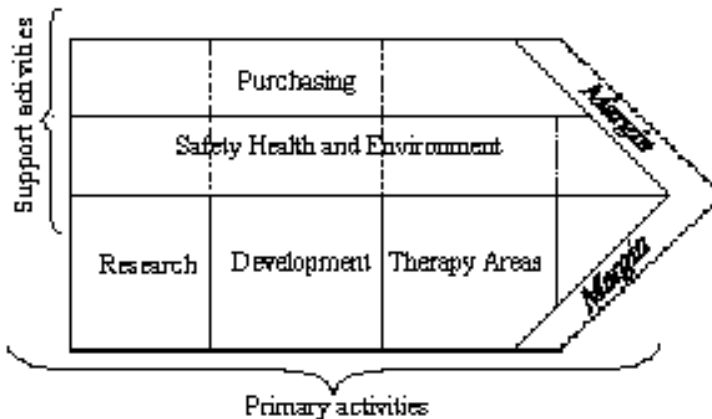 Support activities
Purchasing
Margin
Safety Health and Environment
Research
Development
Therapy Areas
Margin
Primary activities